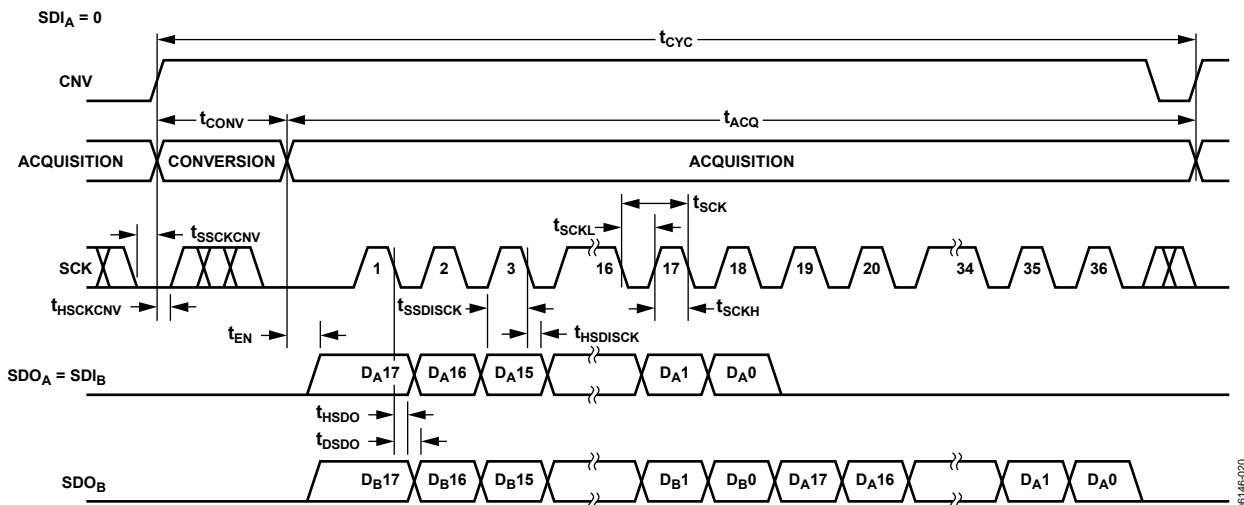 SDIA = 0
tCYC
CNV
tCONV
tACQ
ACQUISITION
CONVERSION
ACQUISITION
tSCK
tSCKL
tSSCKCNV
SCK
1
2
3
16
17
18
19
20
34
35
36
tHSCKCNV
tSSDISCK
tSCKH
tEN
tHSDISCK
SDOA = SDIB
DA17
DA16
DA15
DA1
DA0
tHSDO
tDSDO
SDOB
DB17
DB16
DB15
DB1
DB0
DA17
DA16
DA1
DA0
06146-020